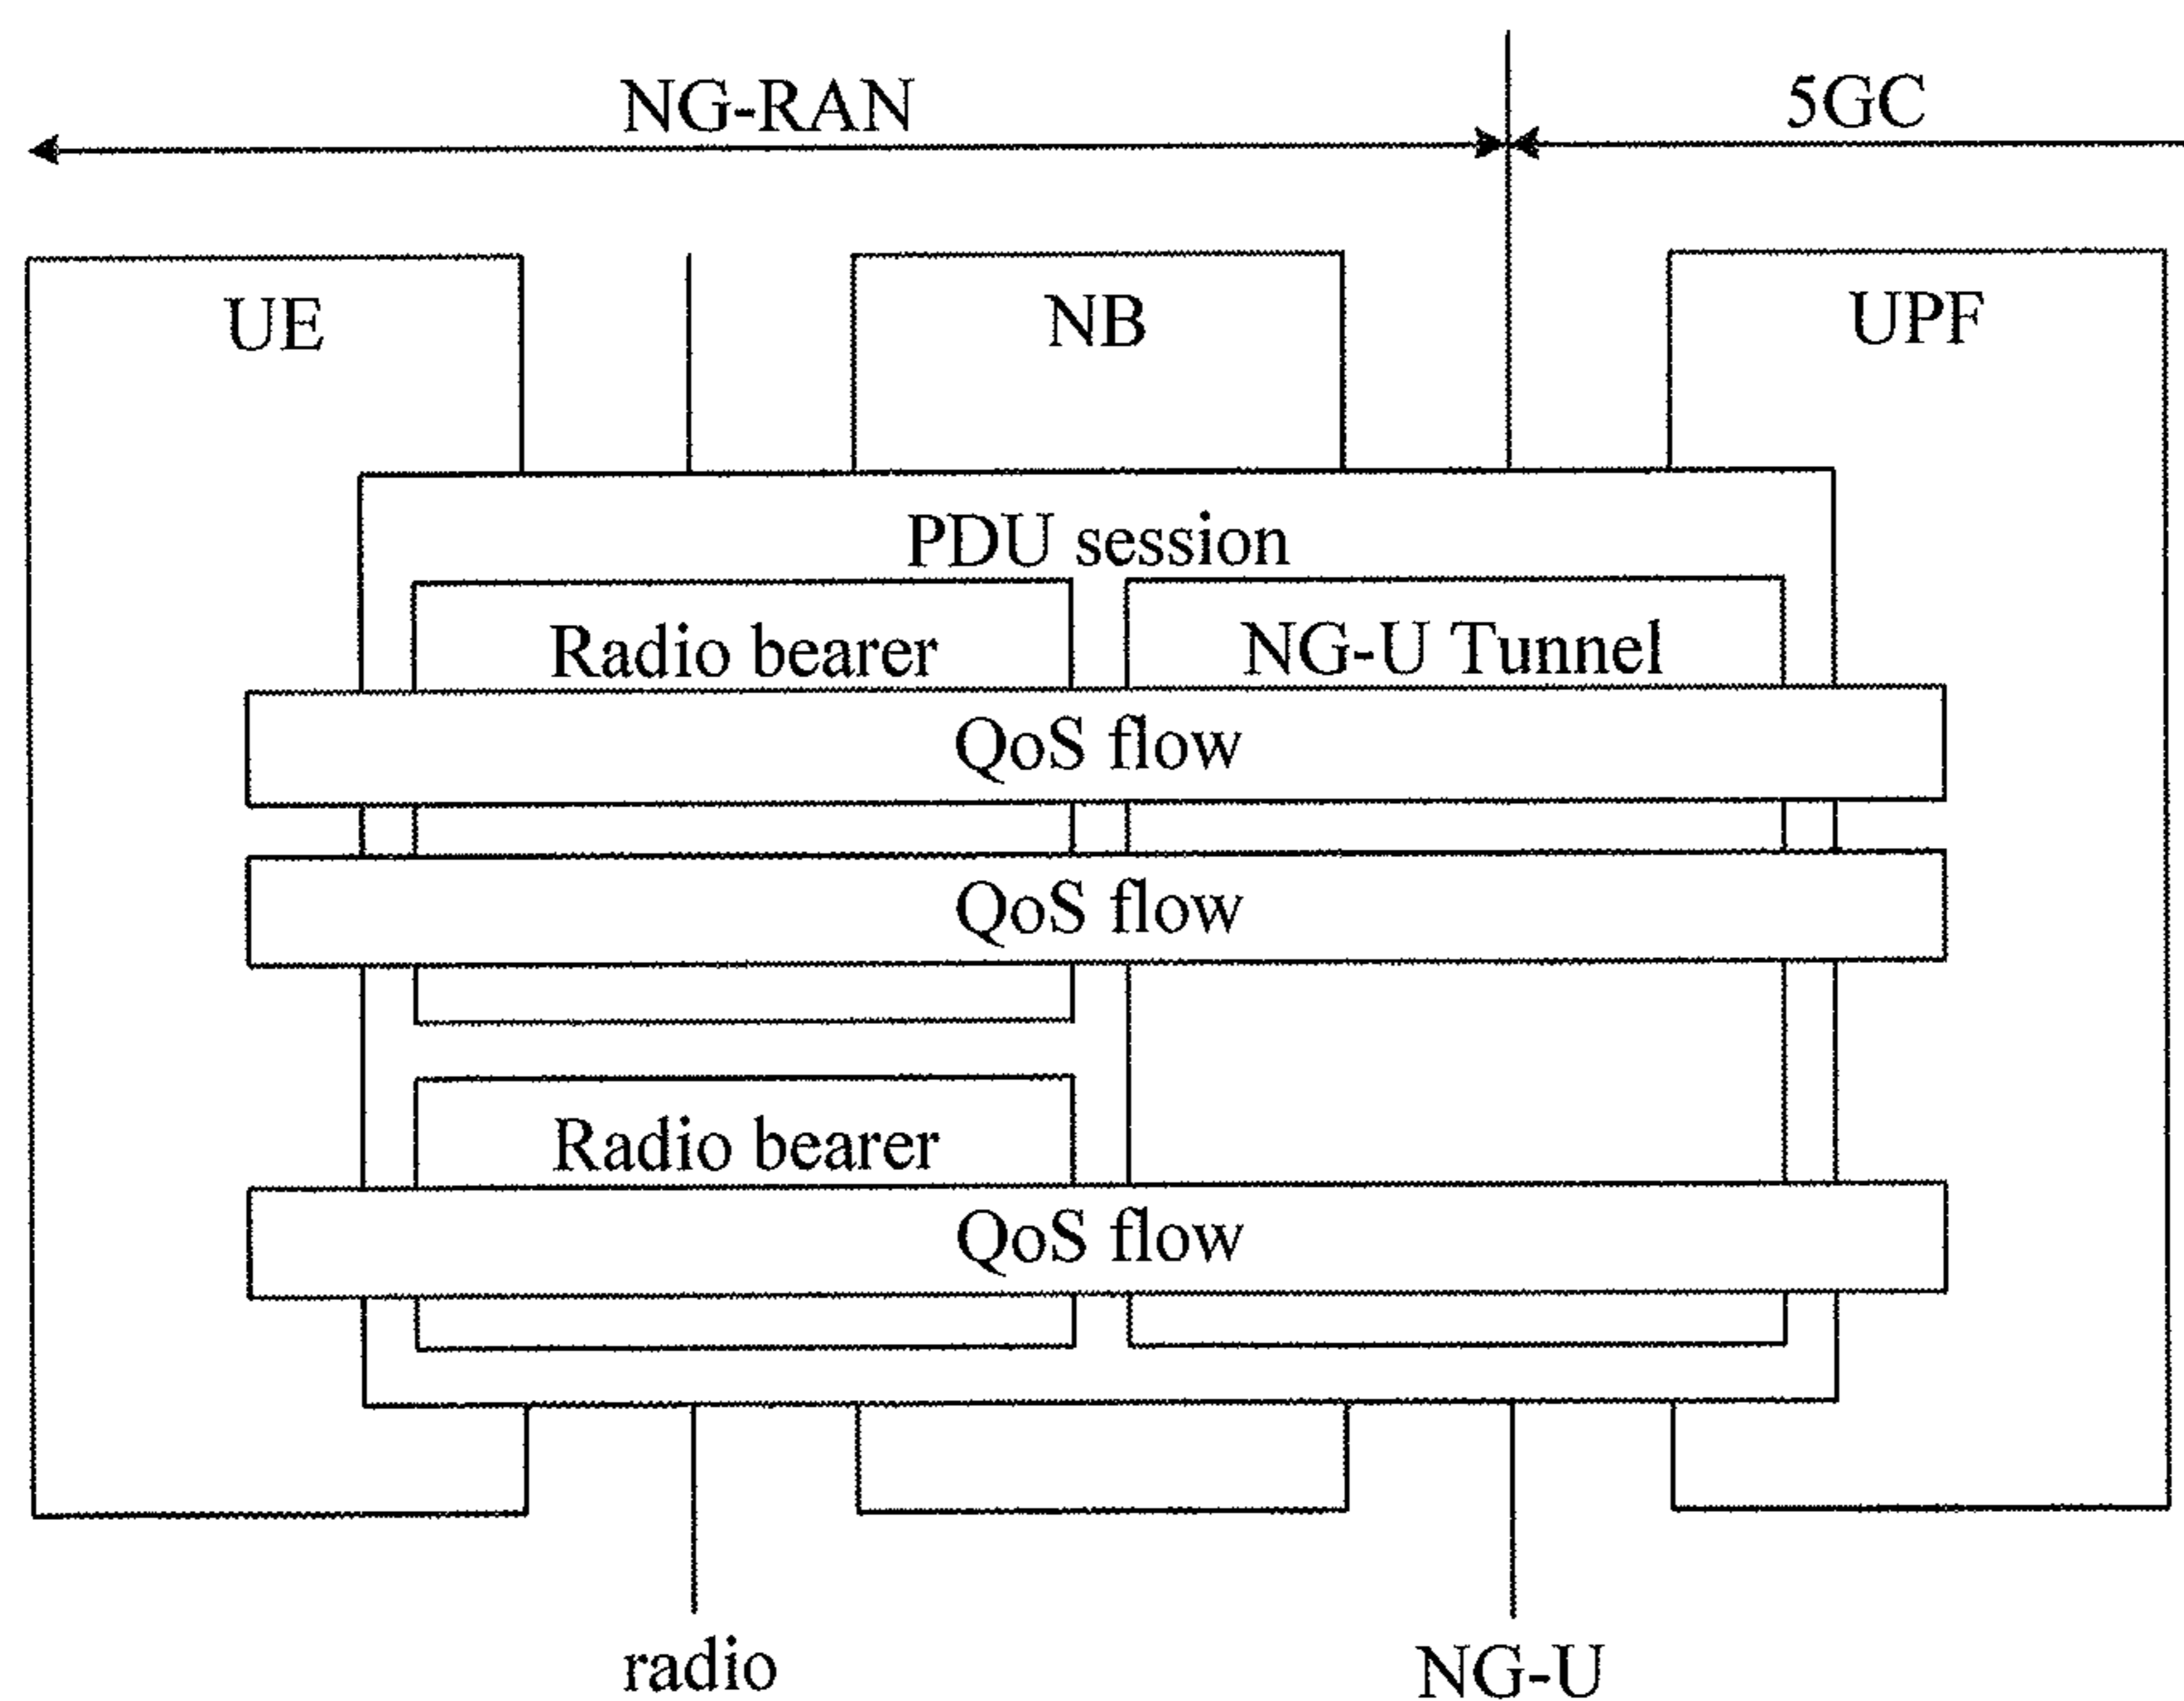 NG-RAN 5GC
UE NB UPF
PDU session
Radio bearer NG-U Tunnel
QoS flow
QoS flow
Radio bearer
QoS flow
radio NG-U